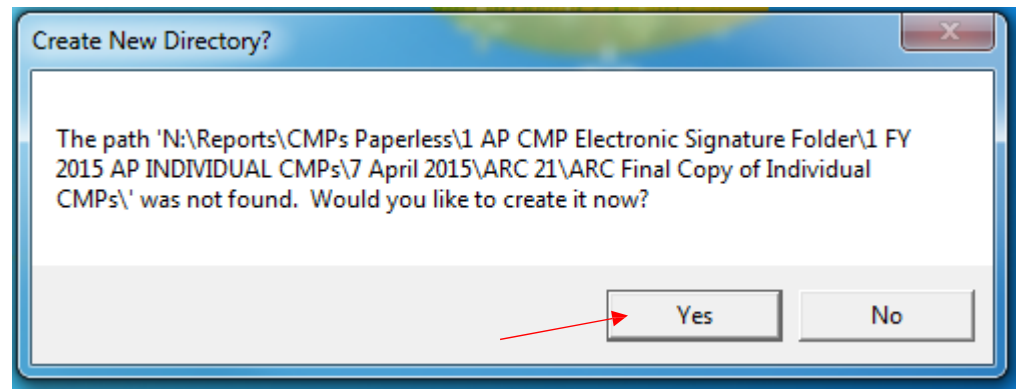 Create New Directory?
The path 'N:\Reports\CMPs Paperless\1 AP CMP Electronic Signature Folder\1 FY
2015 AP INDIVIDUAL CMPs\7 April 2015\ARC 21\ARC Final Copy of Individual
CMPs\' was not found.  Would you like to create it now?
Yes
No